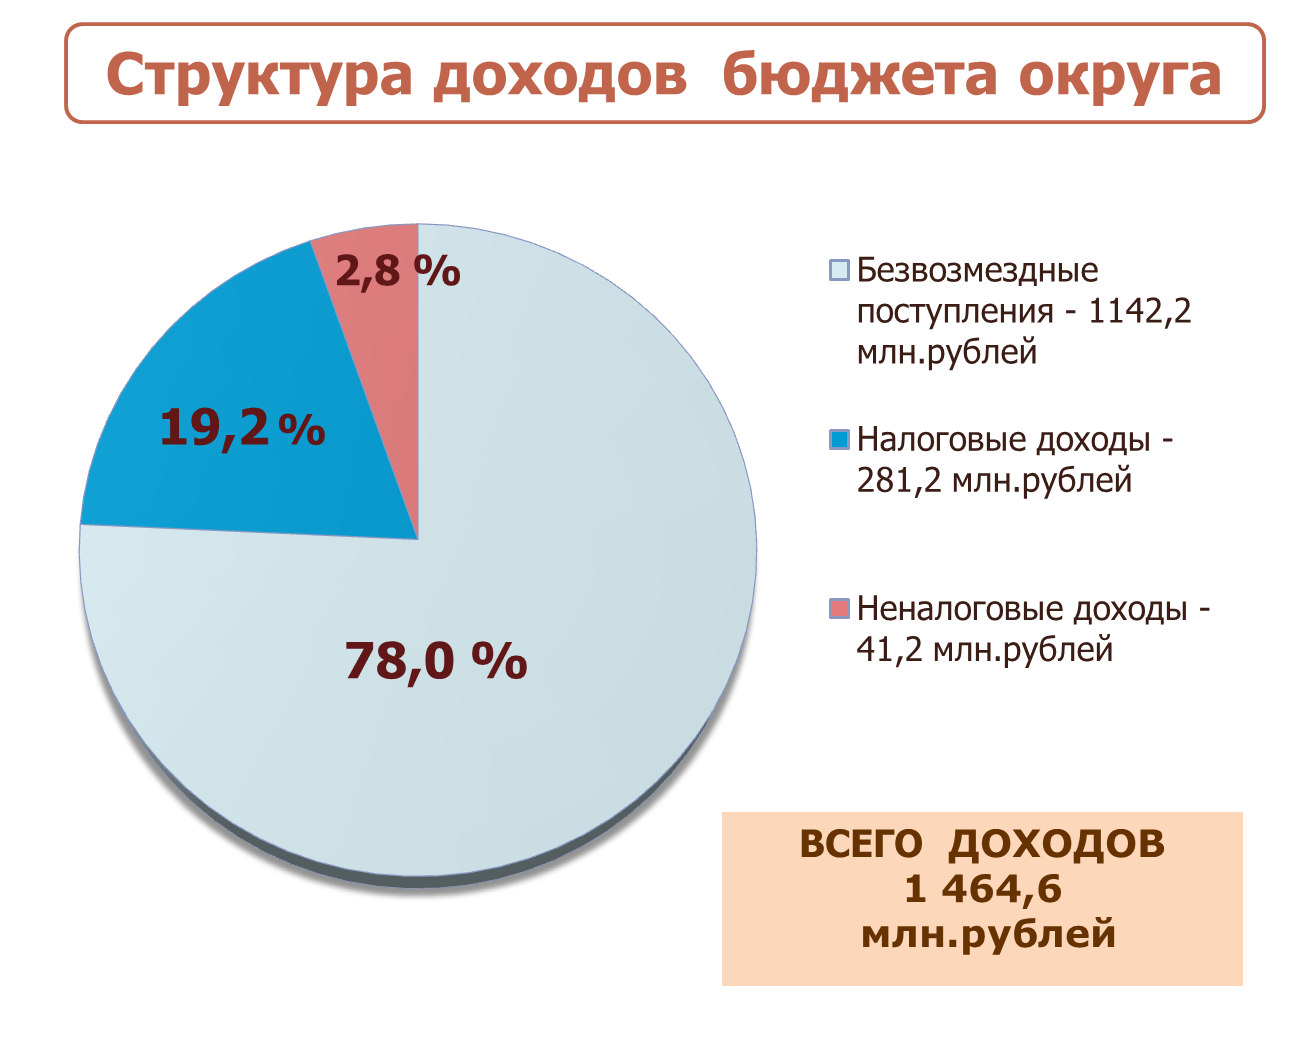 Структура доходов бюджета округа
2,8 %
19,2 %
78,0 %
Безвозмездные
поступления - 1142,2
млн.рублей
Налоговые доходы -
281,2 млн.рублей
Неналоговые доходы -
41,2 млн.рублей
ВСЕГО ДОХОДОВ
1 464,6
млн.рублей